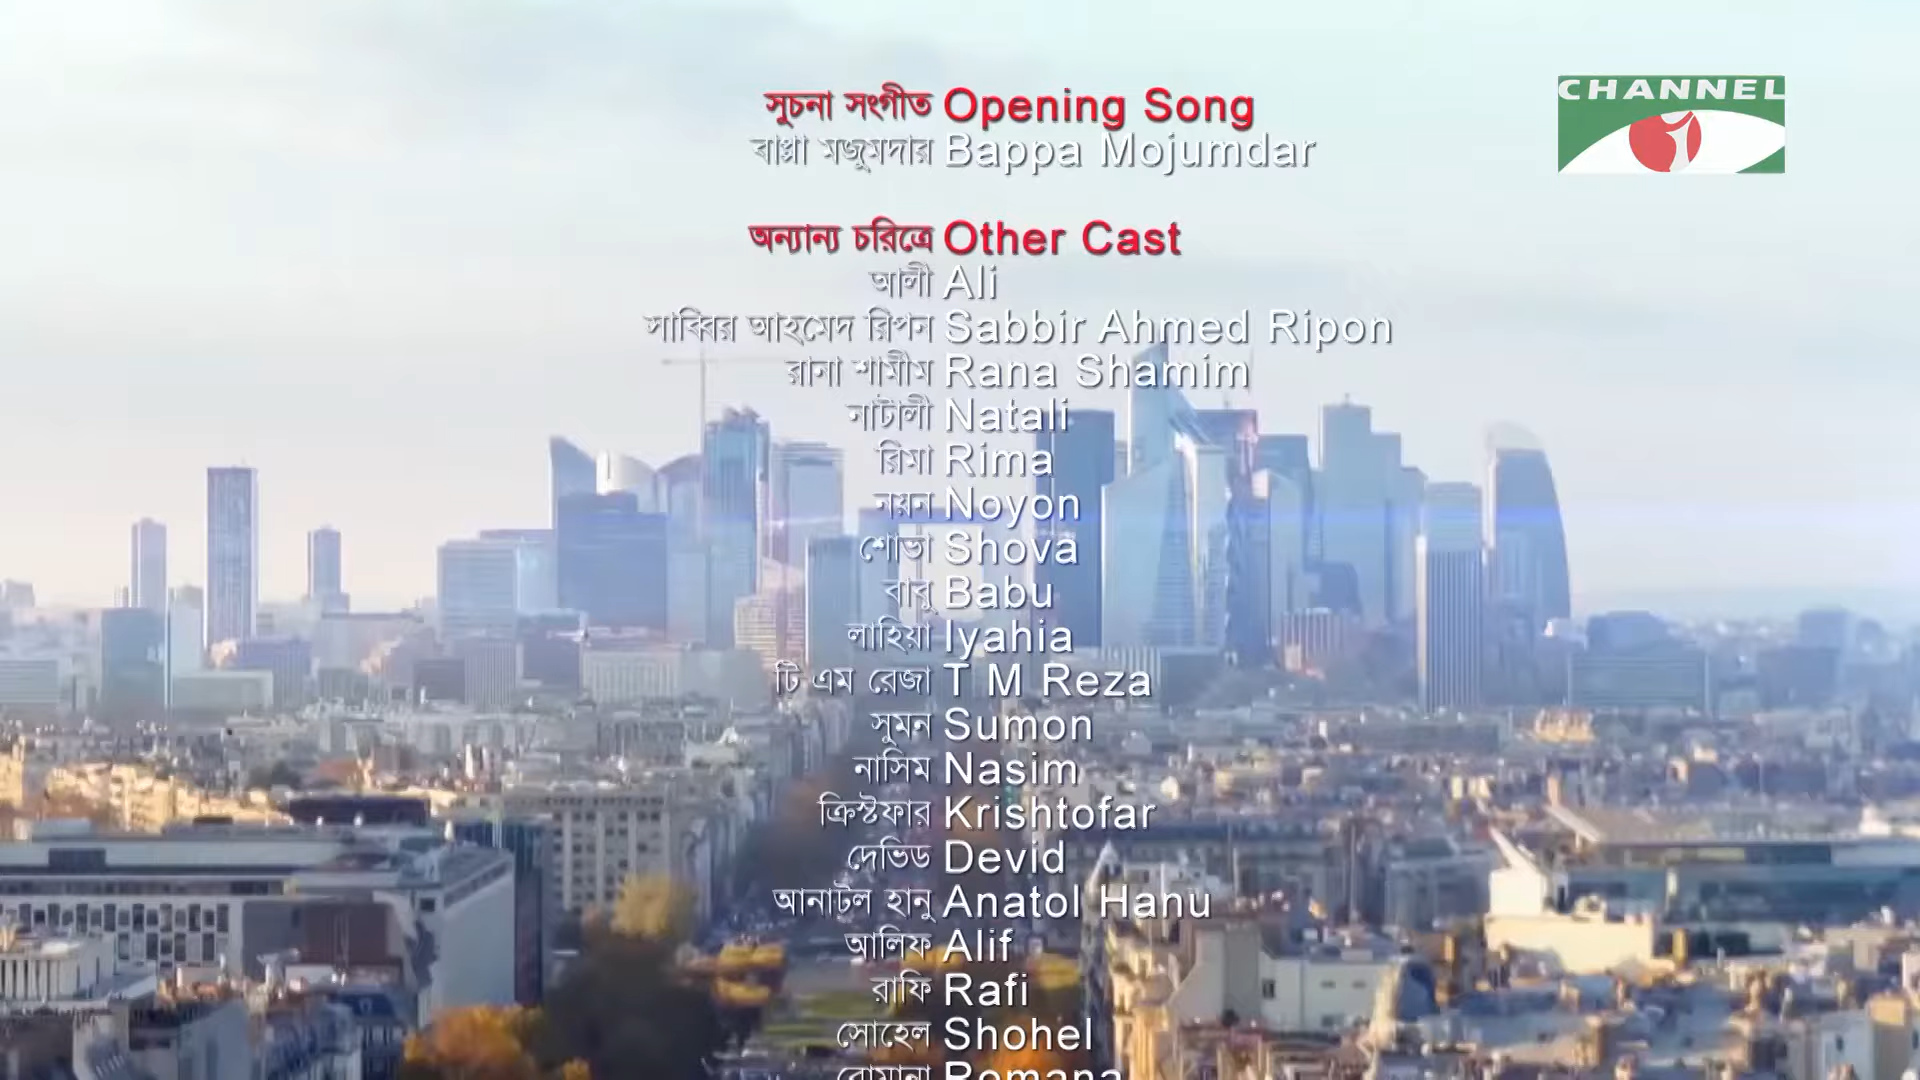 CHANNEL i
সুচনা সংগীত Opening Song
বাপ্পা মজুমদার Bappa Mojumdar
অন্যান্য চরিত্রে Other Cast
আলী Ali
সাব্বির আহমেদ রিপন Sabbir Ahmed Ripon
রানা শামীম Rana Shamim
নাটালী Natali
রিমা Rima
নয়ন Noyon
শোভা Shova
বাবু Babu
লাহিয়া Iyahia
টি এম রেজা T M Reza
সুমন Sumon
নাসিম Nasim
ক্রিস্টফার Krishtofar
দেভিড Devid
আনাটল হানু Anatol Hanu
আলিফ Alif
রাফি Rafi
সোহেল Shohel
রোমানা Romana